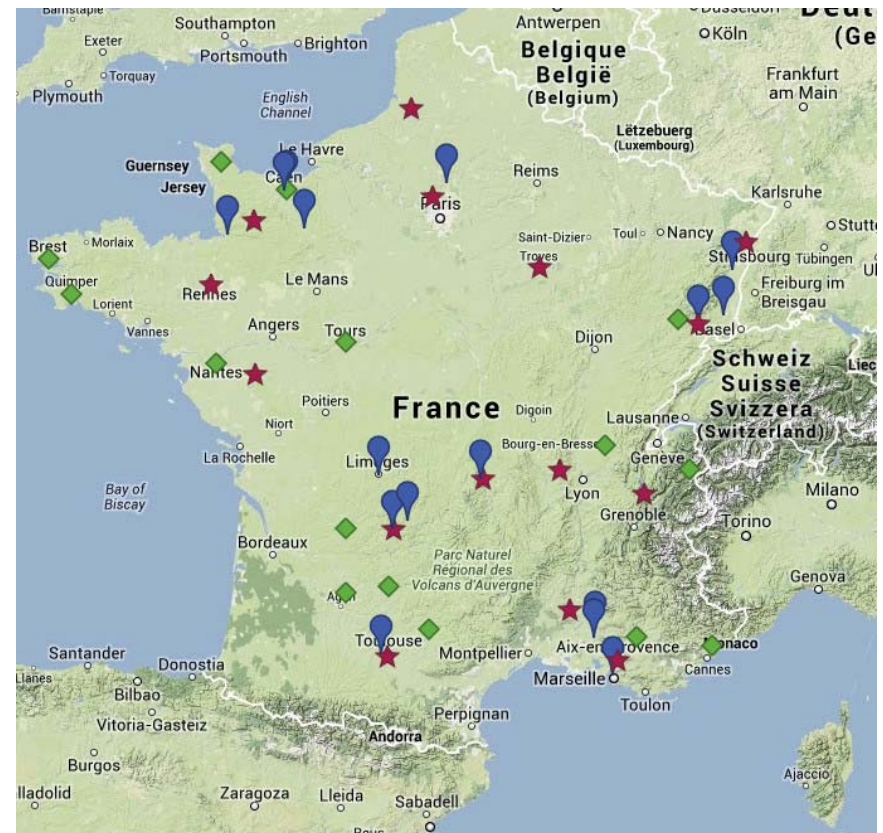 Barnstaple
Southampton
Antwerpen
Exeter
Portsmouth
Brighton
Köln
(Ge
Belgique
België
(Belgium)
Torquay
Plymouth
English
Channel
Frankfurt
am Main
Lëtzebuerg
(Luxembourg)
Guernsey
Le Havre
Jersey
Caen
Reims
Karlsruhe
Paris
Brest
Morlaix
Saint-Dizier
Toul
Nancy
Stutt
Quimper
Troyes
Strasbourg
Tübingen
Ul
Lorient
Rennes
Le Mans
Freiburg im
Breisgau
Vannes
Angers
Tours
Dijon
Basel
Nantes
Schweiz
Suisse
Svizzera
(Switzerland)
Liec
Poitiers
France
Digoin
Niort
Lausanne
La Rochelle
Limoges
Bourg-en-Bresse
Genève
Bay of
Biscay
Lyon
Milano
Grenoble
Torino
Bordeaux
Parc Naturel
Régional des
Volcans d'Auvergne
Genova
Agen
Toulouse
Montpellier
Aix-en-Provence
Monaco
Cannes
Santander
Donostia
Marseille
Llanes
Bilbao
Toulon
Vitoria-Gasteiz
Perpignan
Andorra
Burgos
Ajaccio
lladolid
Zaragoza
Lleida
Sabadell